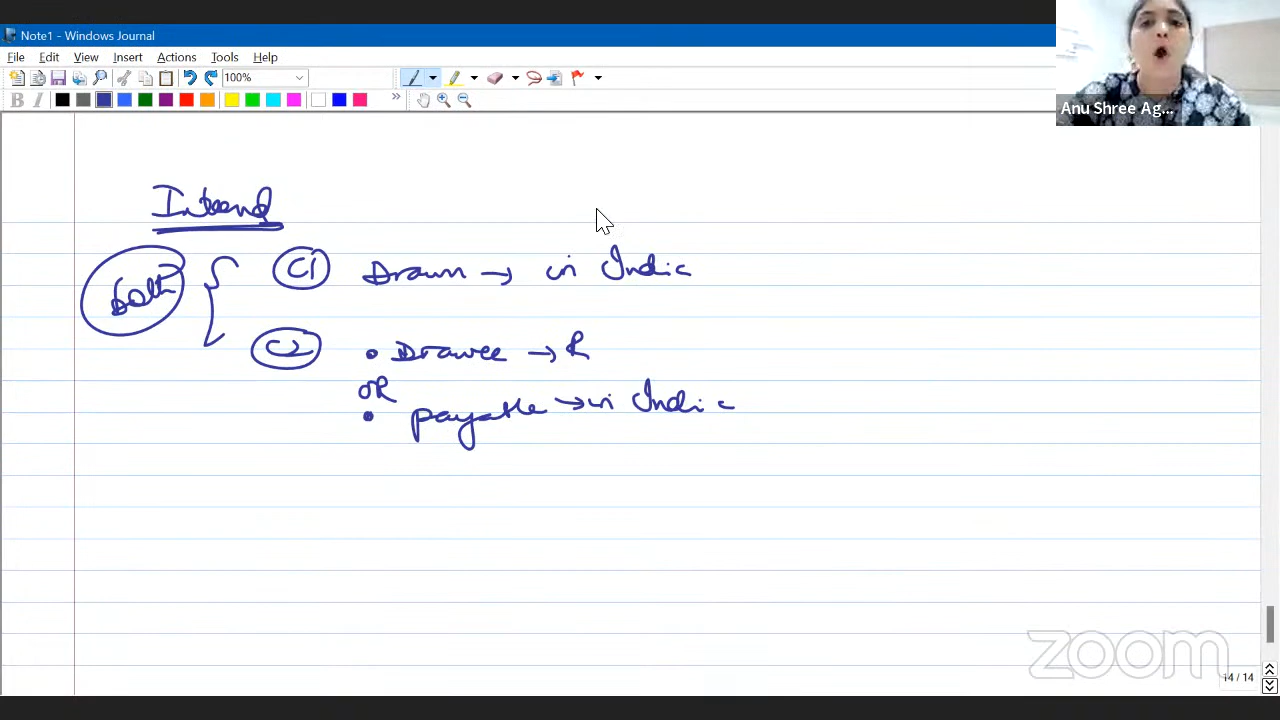 Note1 - Windows Journal
File Edit View Insert Actions Tools Help
100%
B I
Anu Shree Ag...
both
C1 Drawn → in India
C2 • Drawee → R
OR
• payable → in India
zoom
14 / 14